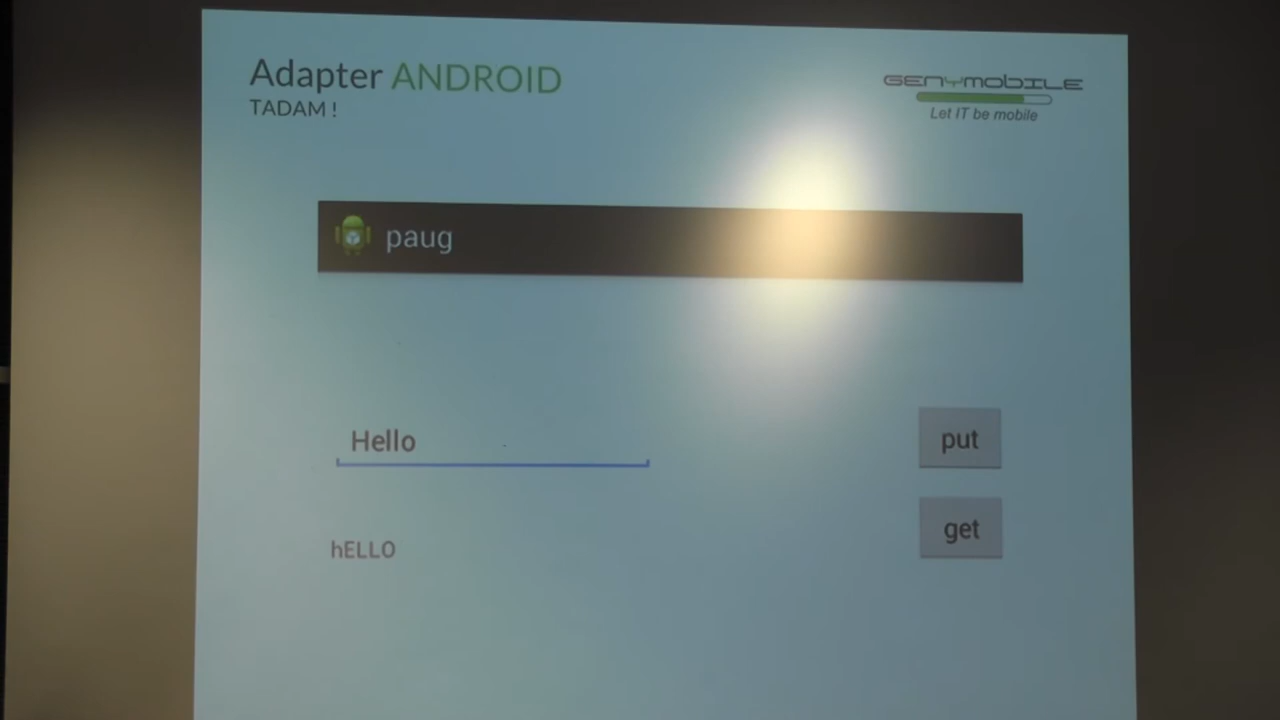 Adapter ANDROID
TADAM !
GENYMOBILE
Let IT be mobile
paug
Hello
put
get
hELLO